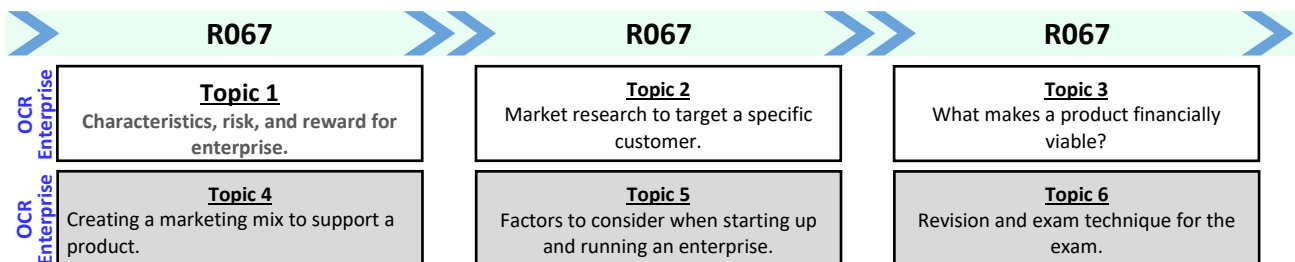 R067
R067
R067
OCR
Enterprise
Topic 1
Characteristics, risk, and reward for
enterprise.
Topic 2
Market research to target a specific
customer.
Topic 3
What makes a product financially
viable?
OCR
Enterprise
Topic 4
Creating a marketing mix to support a
product.
Topic 5
Factors to consider when starting up
and running an enterprise.
Topic 6
Revision and exam technique for the
exam.